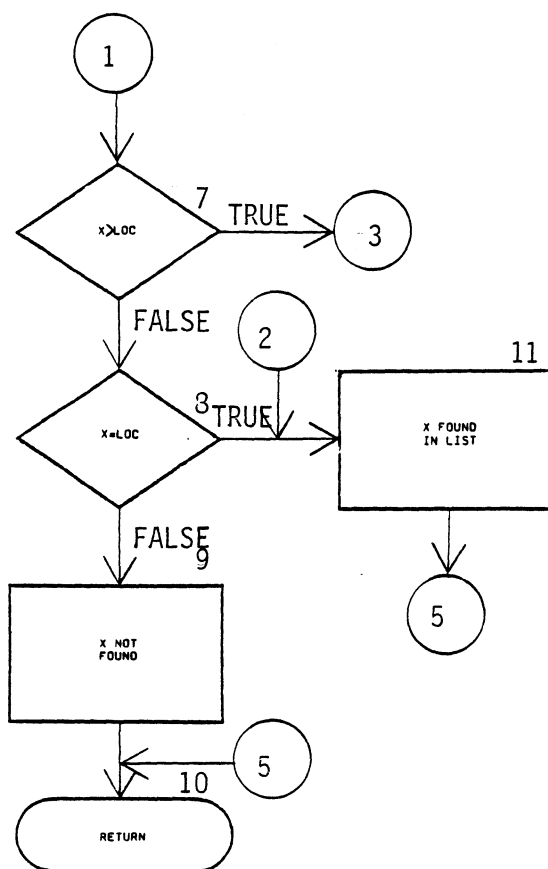 1
7
X>LOC
TRUE
3
FALSE
2
11
8
TRUE
X=LOC
X FOUND
IN LIST
FALSE
9
5
X NOT
FOUND
5
10
RETURN